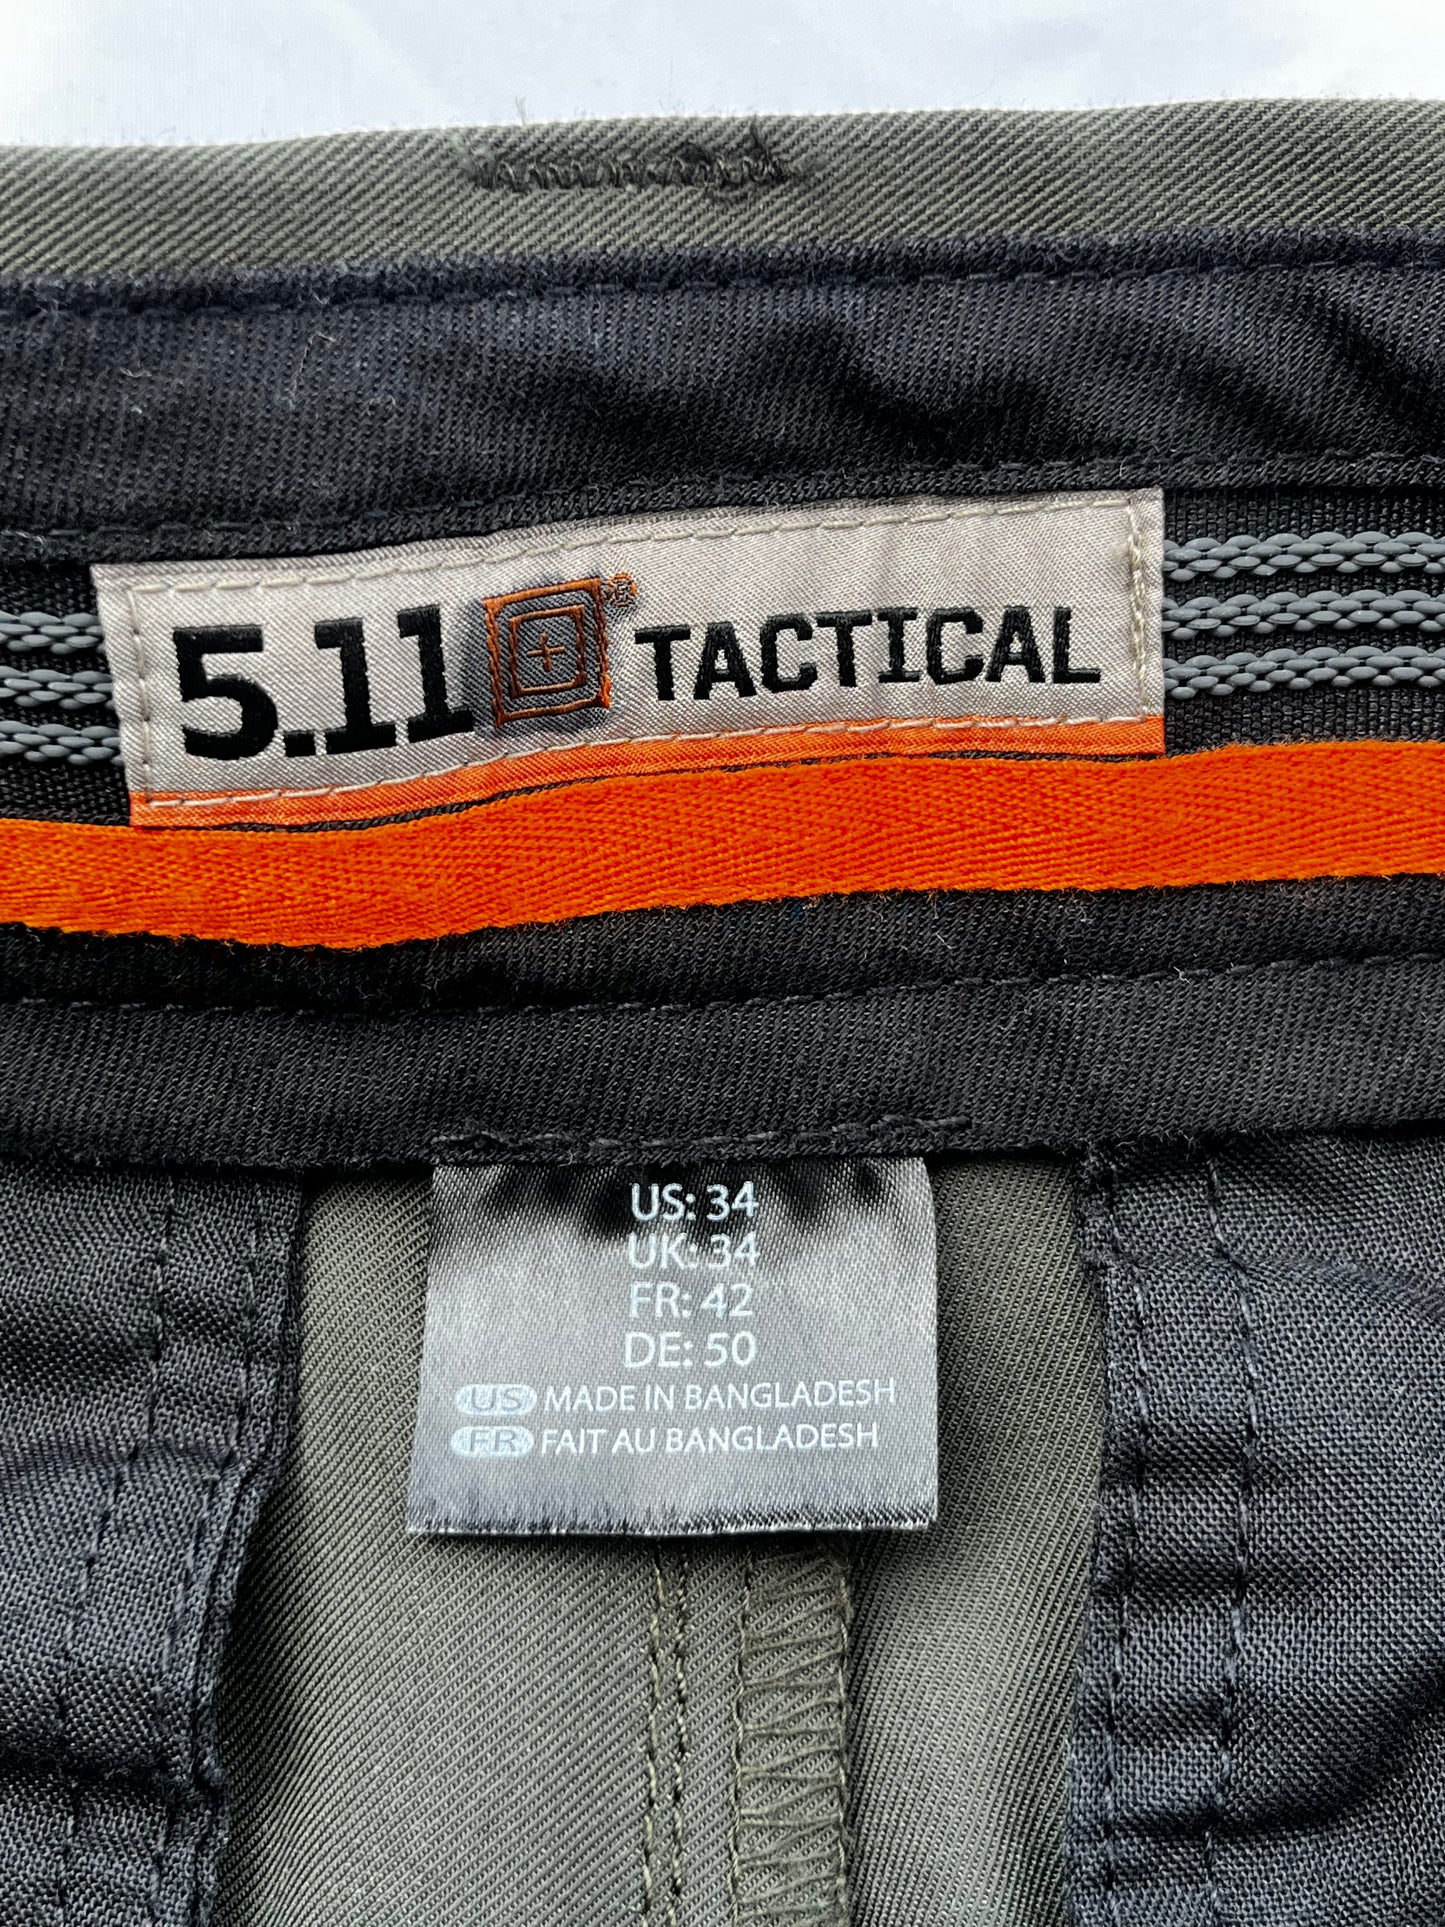 5.11® TACTICAL
US: 34
UK: 34
FR: 42
DE: 50
US MADE IN BANGLADESH
FR FAIT AU BANGLADESH